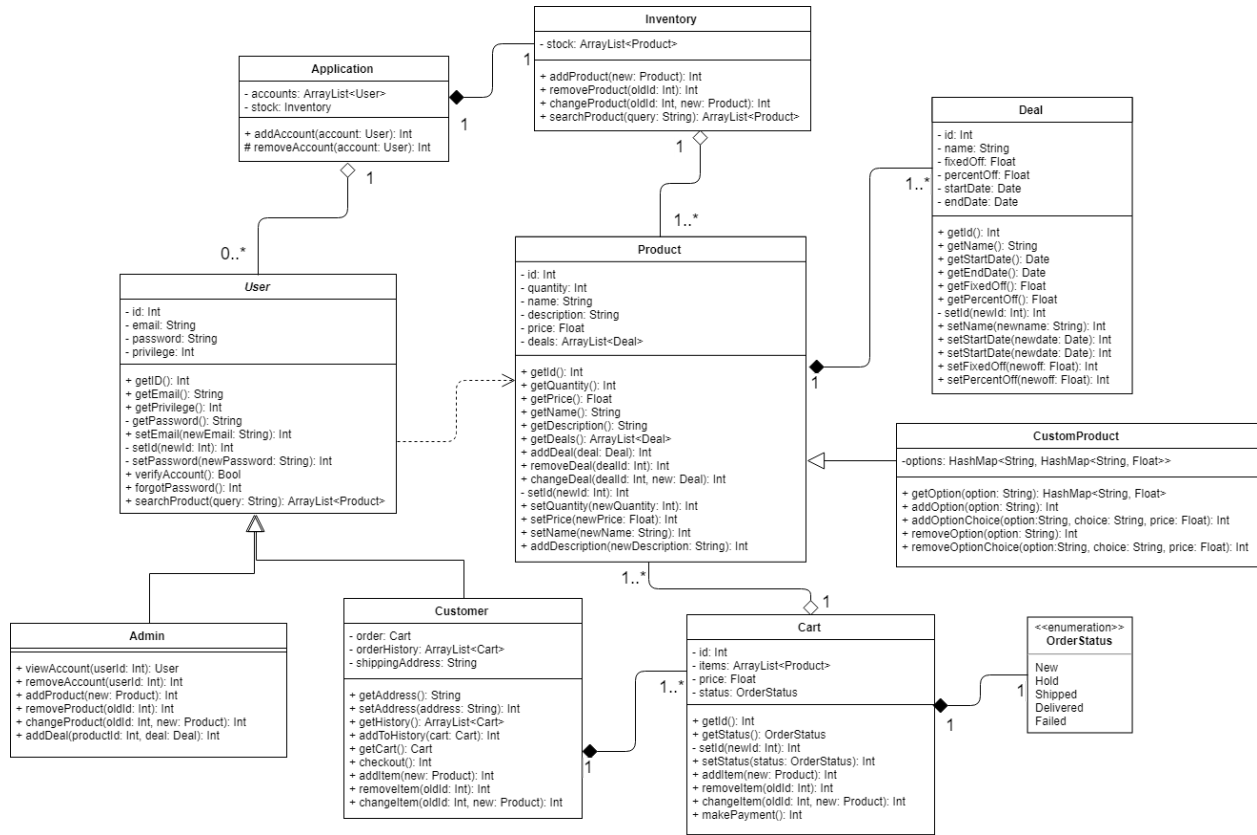 Inventory
- stock: ArrayList<Product>
+ addProduct(new: Product): Int
+ removeProduct(oldId: Int): Int
+ changeProduct(oldId: Int, new: Product): Int
+ searchProduct(query: String): ArrayList<Product>
1
1
Application
- accounts: ArrayList<User>
- stock: Inventory
+ addAccount(account: User): Int
# removeAccount(account: User): Int
1
1
0..*
1..*
Deal
- id: Int
- name: String
- fixedOff: Float
- percentOff: Float
- startDate: Date
- endDate: Date
+ getId(): Int
+ getName(): String
+ getStartDate(): Date
+ getEndDate(): Date
+ getFixedOff(): Float
+ getPercentOff(): Float
- setId(newId: Int): Int
+ setName(newname: String): Int
+ setStartDate(newdate: Date): Int
+ setStartDate(newdate: Date): Int
+ setFixedOff(newoff: Float): Int
+ setPercentOff(newoff: Float): Int
1..*
1
User
- id: Int
- email: String
- password: String
- privilege: Int
+ getID(): Int
+ getEmail(): String
+ getPrivilege(): Int
- getPassword(): String
+ setEmail(newEmail: String): Int
- setId(newId: Int): Int
- setPassword(newPassword: String): Int
+ verifyAccount(): Bool
+ forgotPassword(): Int
+ searchProduct(query: String): ArrayList<Product>
Product
- id: Int
- quantity: Int
- name: String
- description: String
- price: Float
- deals: ArrayList<Deal>
+ getId(): Int
+ getQuantity(): Int
+ getPrice(): Float
+ getName(): String
+ getDescription(): String
+ getDeals(): ArrayList<Deal>
+ addDeal(deal: Deal): Int
+ removeDeal(dealId: Int): Int
+ changeDeal(dealId: Int, new: Deal): Int
- setId(newId: Int): Int
+ setQuantity(newQuantity: Int): Int
+ setPrice(newPrice: Float): Int
+ setName(newName: String): Int
+ addDescription(newDescription: String): Int
1
CustomProduct
-options: HashMap<String, HashMap<String, Float>>
+ getOption(option: String): HashMap<String, Float>
+ addOption(option: String): Int
+ addOptionChoice(option:String, choice: String, price: Float): Int
+ removeOption(option: String): Int
+ removeOptionChoice(option:String, choice: String, price: Float): Int
1..*
1
Admin
+ viewAccount(userId: Int): User
+ removeAccount(userId: Int): Int
+ addProduct(new: Product): Int
+ removeProduct(oldId: Int): Int
+ changeProduct(oldId: Int, new: Product): Int
+ addDeal(productId: Int, deal: Deal): Int
Customer
- order: Cart
- orderHistory: ArrayList<Cart>
- shippingAddress: String
+ getAddress(): String
+ setAddress(address: String): Int
+ getHistory(): ArrayList<Cart>
+ addToHistory(cart: Cart): Int
+ getCart(): Cart
+ checkout(): Int
+ addItem(new: Product): Int
+ removeItem(oldId: Int): Int
+ changeItem(oldId: Int, new: Product): Int
1..*
1
Cart
- id: Int
- items: ArrayList<Product>
- price: Float
- status: OrderStatus
+ getId(): Int
+ getStatus(): OrderStatus
- setId(newId: Int): Int
+ setStatus(status: OrderStatus): Int
+ addItem(new: Product): Int
+ removeItem(oldId: Int): Int
+ changeItem(oldId: Int, new: Product): Int
+ makePayment(): Int
1
1
<<enumeration>>
OrderStatus
New
Hold
Shipped
Delivered
Failed